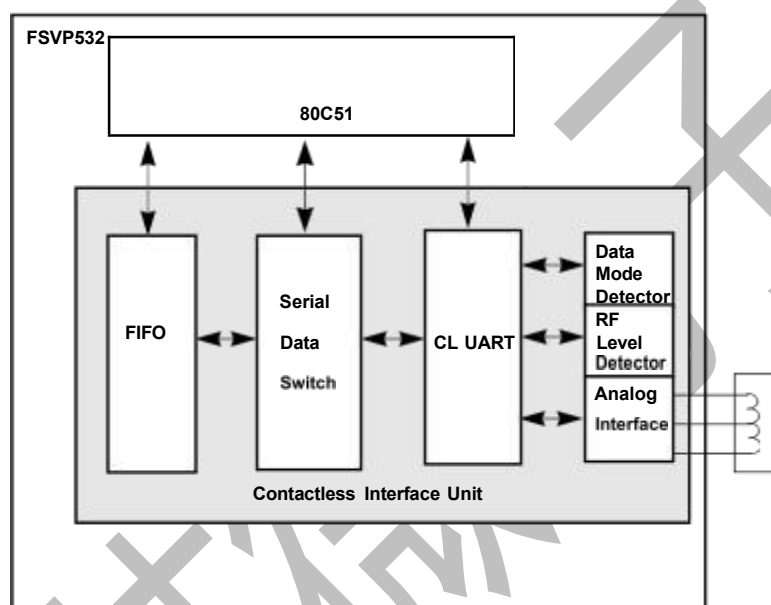 FSVP532
80C51
FIFO
Serial
Data
Switch
CL UART
Data
Mode
Detector
RF
Level
Detector
Analog
Interface
Contactless Interface Unit